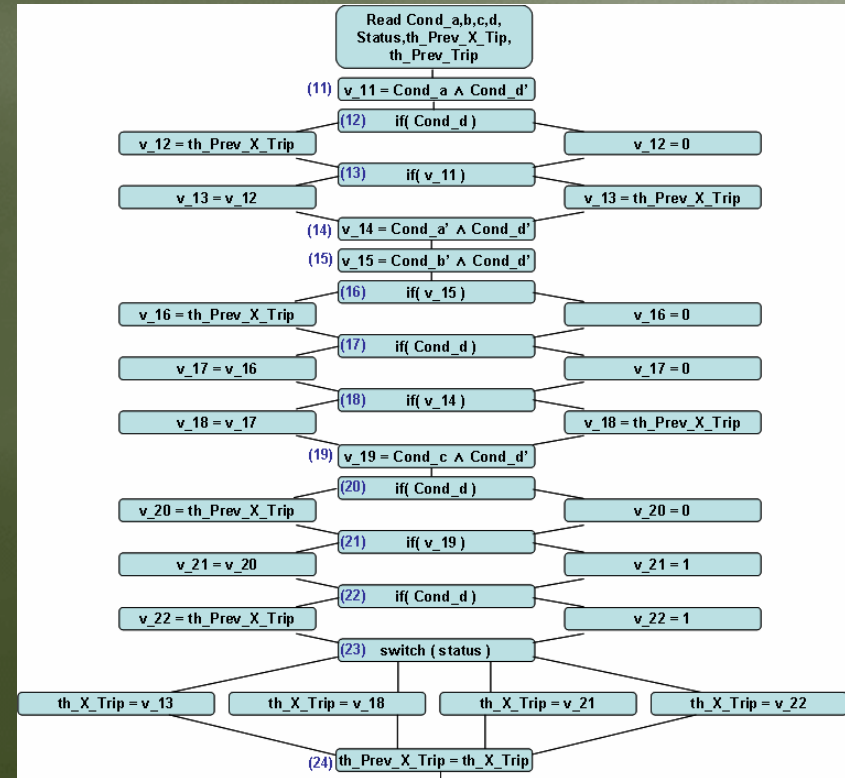 Read Cond_a,b,c,d,
Status,th_Prev_X_Tip,
th_Prev_Trip
(11) v_11 = Cond_a ∧ Cond_d’
(12) if( Cond_d )
v_12 = th_Prev_X_Trip
v_12 = 0
(13) if( v_11 )
v_13 = v_12
v_13 = th_Prev_X_Trip
(14) v_14 = Cond_a’ ∧ Cond_d’
(15) v_15 = Cond_b’ ∧ Cond_d’
(16) if( v_15 )
v_16 = th_Prev_X_Trip
v_16 = 0
(17) if( Cond_d )
v_17 = v_16
v_17 = 0
(18) if( v_14 )
v_18 = v_17
v_18 = th_Prev_X_Trip
(19) v_19 = Cond_c ∧ Cond_d’
(20) if( Cond_d )
v_20 = th_Prev_X_Trip
v_20 = 0
(21) if( v_19 )
v_21 = v_20
v_21 = 1
(22) if( Cond_d )
v_22 = th_Prev_X_Trip
v_22 = 1
(23) switch ( status )
th_X_Trip = v_13
th_X_Trip = v_18
th_X_Trip = v_21
th_X_Trip = v_22
(24) th_Prev_X_Trip = th_X_Trip